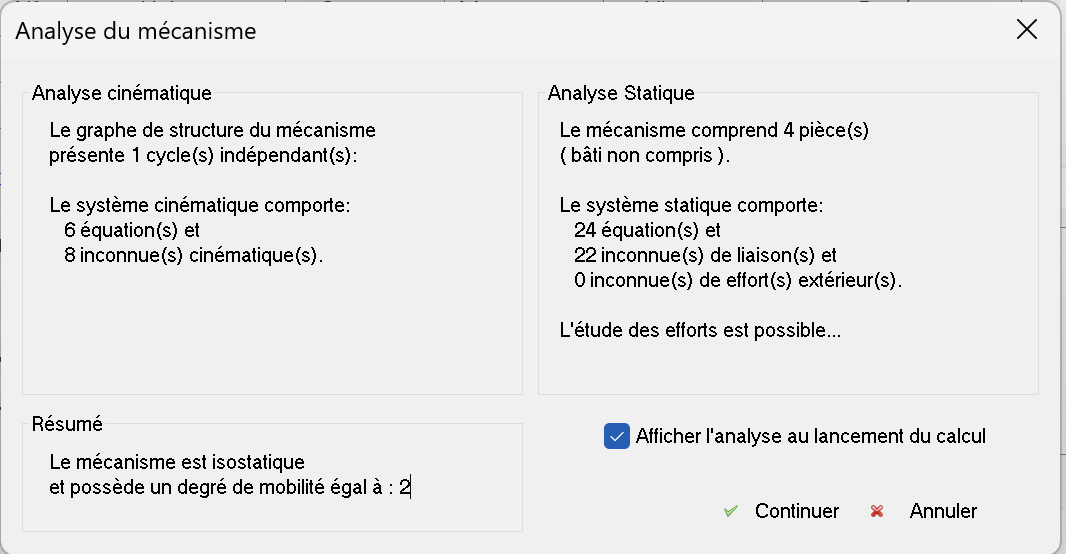 Analyse du mécanisme
Analyse cinématique
Le graphe de structure du mécanisme
présente 1 cycle(s) indépendant(s):
Le système cinématique comporte:
6 équation(s) et
8 inconnue(s) cinématique(s).
Analyse Statique
Le mécanisme comprend 4 pièce(s)
( bâti non compris ).
Le système statique comporte:
24 équation(s) et
22 inconnue(s) de liaison(s) et
0 inconnue(s) de effort(s) extérieur(s).
L'étude des efforts est possible...
Résumé
Le mécanisme est isostatique
et possède un degré de mobilité égal à : 2
Afficher l'analyse au lancement du calcul
Continuer
Annuler